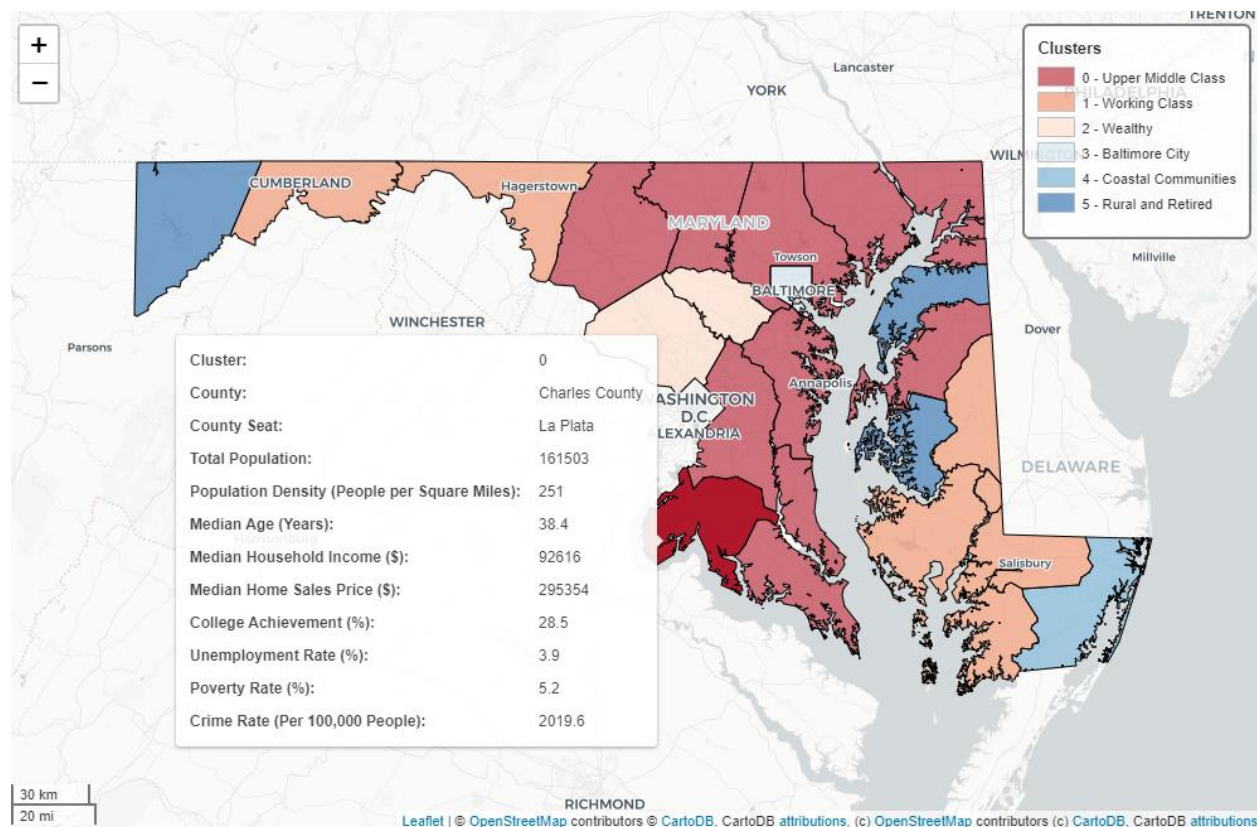 TRENTON
+
−
Clusters
0 - Upper Middle Class
1 - Working Class
PHILADELPHIA
2 - Wealthy
3 - Baltimore City
4 - Coastal Communities
5 - Rural and Retired
Lancaster
YORK
CUMBERLAND
Hagerstown
MARYLAND
Towson
BALTIMORE
Millville
WINCHESTER
Parsons
Dover
Annapolis
DELAWARE
Salisbury
Cluster: 0
County: Charles County
County Seat: La Plata
Total Population: 161503
Population Density (People per Square Miles): 251
Median Age (Years): 38.4
Harrisonburg
Median Household Income ($): 92616
Median Home Sales Price ($): 295354
College Achievement (%): 28.5
Unemployment Rate (%): 3.9
Poverty Rate (%): 5.2
Crime Rate (Per 100,000 People): 2019.6
D.C.
30 km
20 mi
RICHMOND
Leaflet | © OpenStreetMap contributors © CartoDB, CartoDB attributions, (c) OpenStreetMap contributors (c) CartoDB, CartoDB attributions